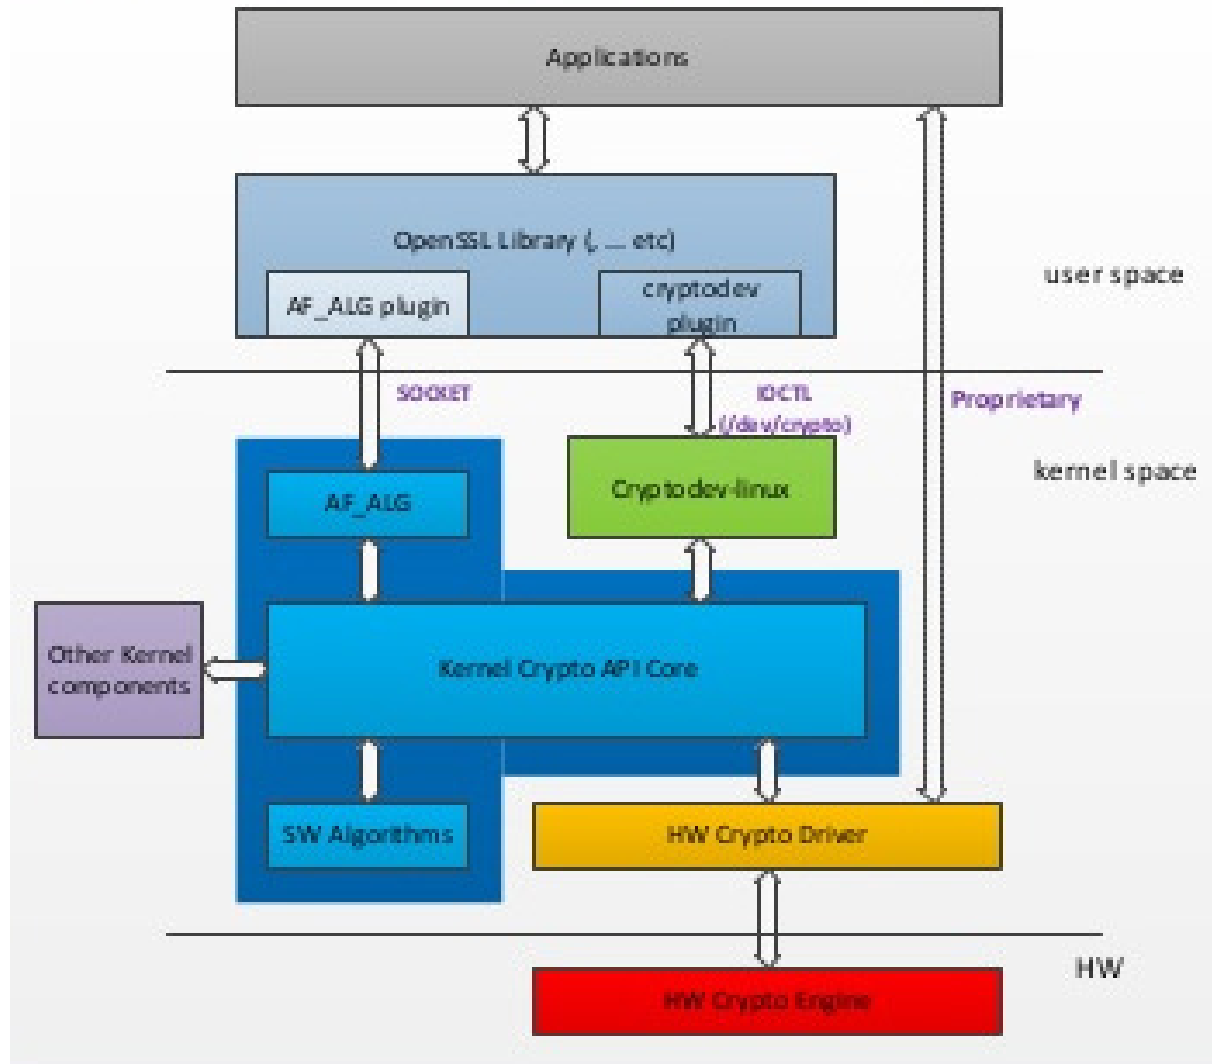 Applications
OpenSSL Library (, .... etc)
AF_ALG plugin
cryptodev
plugin
user space
SOCKET
IOCTL
(/dev/crypto)
Proprietary
kernel space
AF_ALG
Cryptodev-linux
Other Kernel
components
Kernel Crypto API Core
SW Algorithms
HW Crypto Driver
HW
HW Crypto Engine